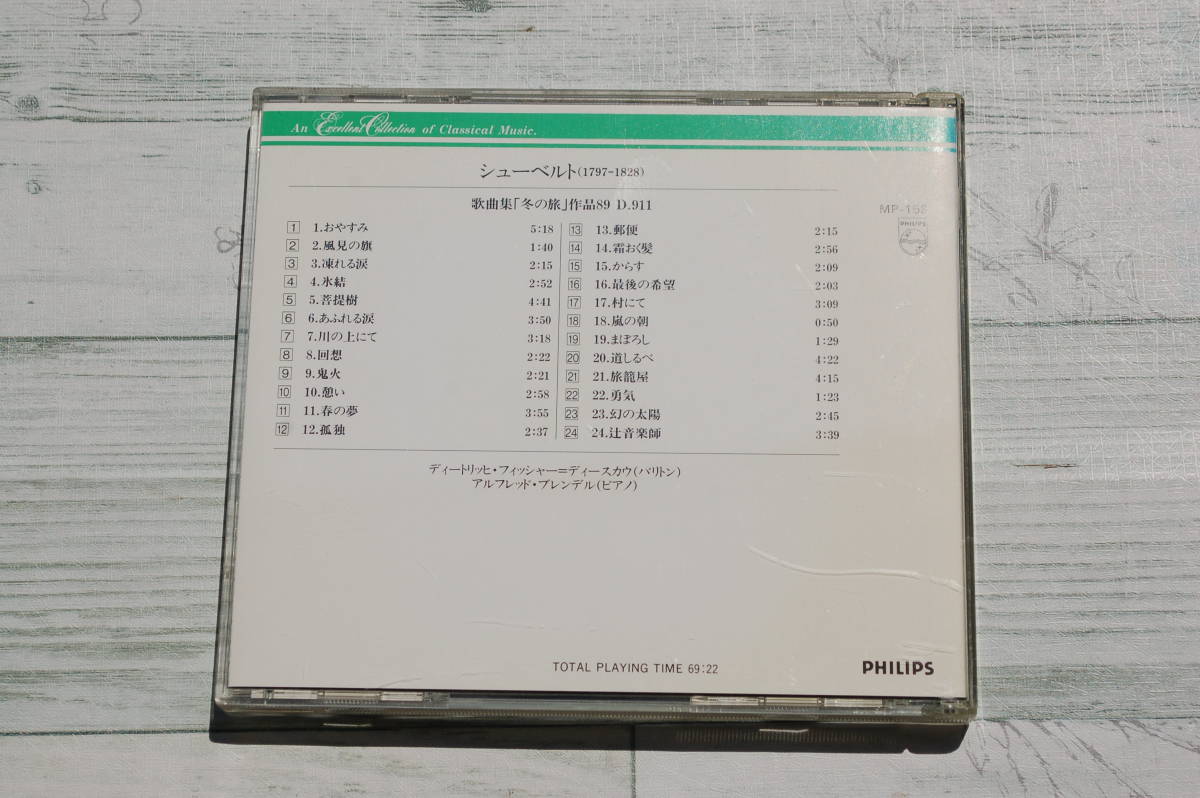 An Excellent Collection of Classical Music.
シューベルト(1797-1828)
歌曲集「冬の旅」作品89 D.911
MP-158
PHILIPS
1 1.おやすみ 5:18
2 2.風見の旗 1:40
3 3.凍れる涙 2:15
4 4.氷結 2:52
5 5.菩提樹 4:41
6 6.あふれる涙 3:50
7 7.川の上にて 3:18
8 8.回想 2:22
9 9.鬼火 2:21
10 10.憩い 2:58
11 11.春の夢 3:55
12 12.孤独 2:37
13 13.郵便 2:15
14 14.霜おく髪 2:56
15 15.からす 2:09
16 16.最後の希望 2:03
17 17.村にて 3:09
18 18.嵐の朝 0:50
19 19.まぼろし 1:29
20 20.道しるべ 4:22
21 21.旅籠屋 4:15
22 22.勇気 1:23
23 23.幻の太陽 2:45
24 24.辻音楽師 3:39
ディートリッヒ・フィッシャー=ディースカウ(バリトン)
アルフレッド・ブレンデル(ピアノ)
TOTAL PLAYING TIME 69:22
PHILIPS